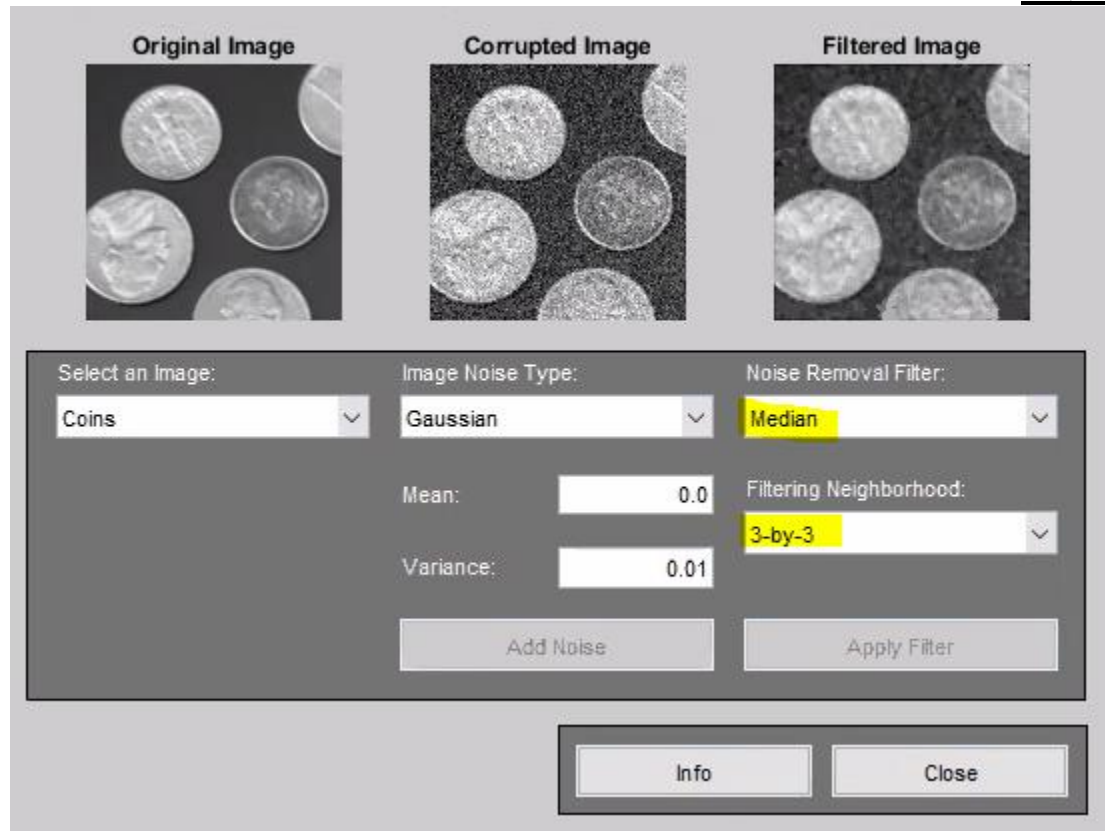 Original Image
Corrupted Image
Filtered Image
Select an Image:
Image Noise Type:
Noise Removal Filter:
Coins
Gaussian
Median
Mean:
0.0
Filtering Neighborhood:
3-by-3
Variance:
0.01
Add Noise
Apply Filter
Info
Close